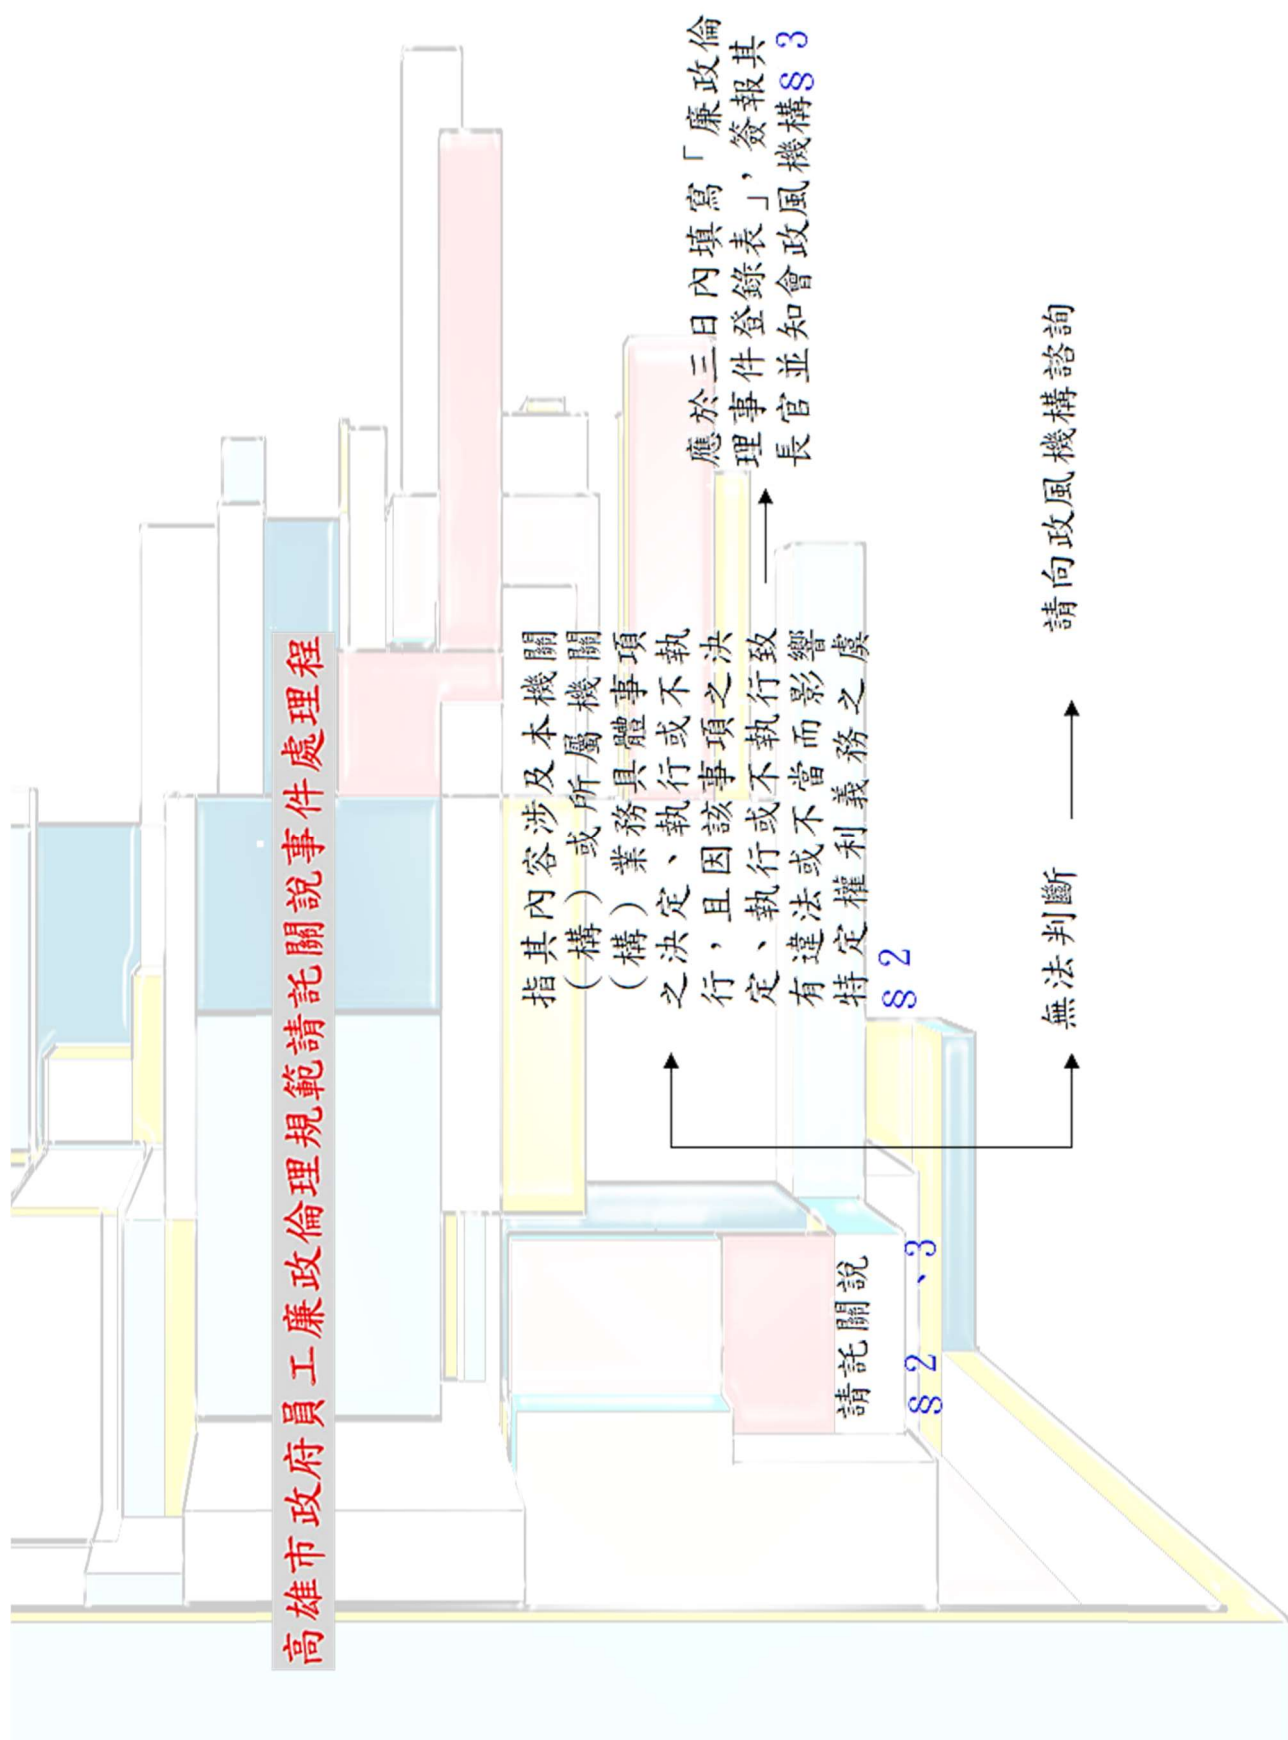 高雄市政府員工廉政倫理規範請託關說事件處理程
請託關說
§2、3
指其內容涉及本機關
(構)或所屬機關
(構)業務具體事項
之決定、執行或不執
行,且因該事項之決
定、執行或不執行致
有違法或不當而影響
特定權利義務之虞
§2
應於三日內填寫「廉政倫
理事件登錄表」,簽報其
長官並知會政風機構§3
無法判斷
請向政風機構諮詢